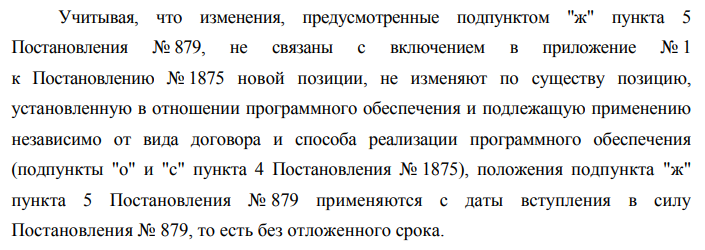 Учитывая, что изменения, предусмотренные подпунктом "ж" пункта 5
Постановления № 879, не связаны с включением в приложение № 1
к Постановлению № 1875 новой позиции, не изменяют по существу позицию,
установленную в отношении программного обеспечения и подлежащую применению
независимо от вида договора и способа реализации программного обеспечения
(подпункты "о" и "с" пункта 4 Постановления № 1875), положения подпункта "ж"
пункта 5 Постановления № 879 применяются с даты вступления в силу
Постановления № 879, то есть без отложенного срока.